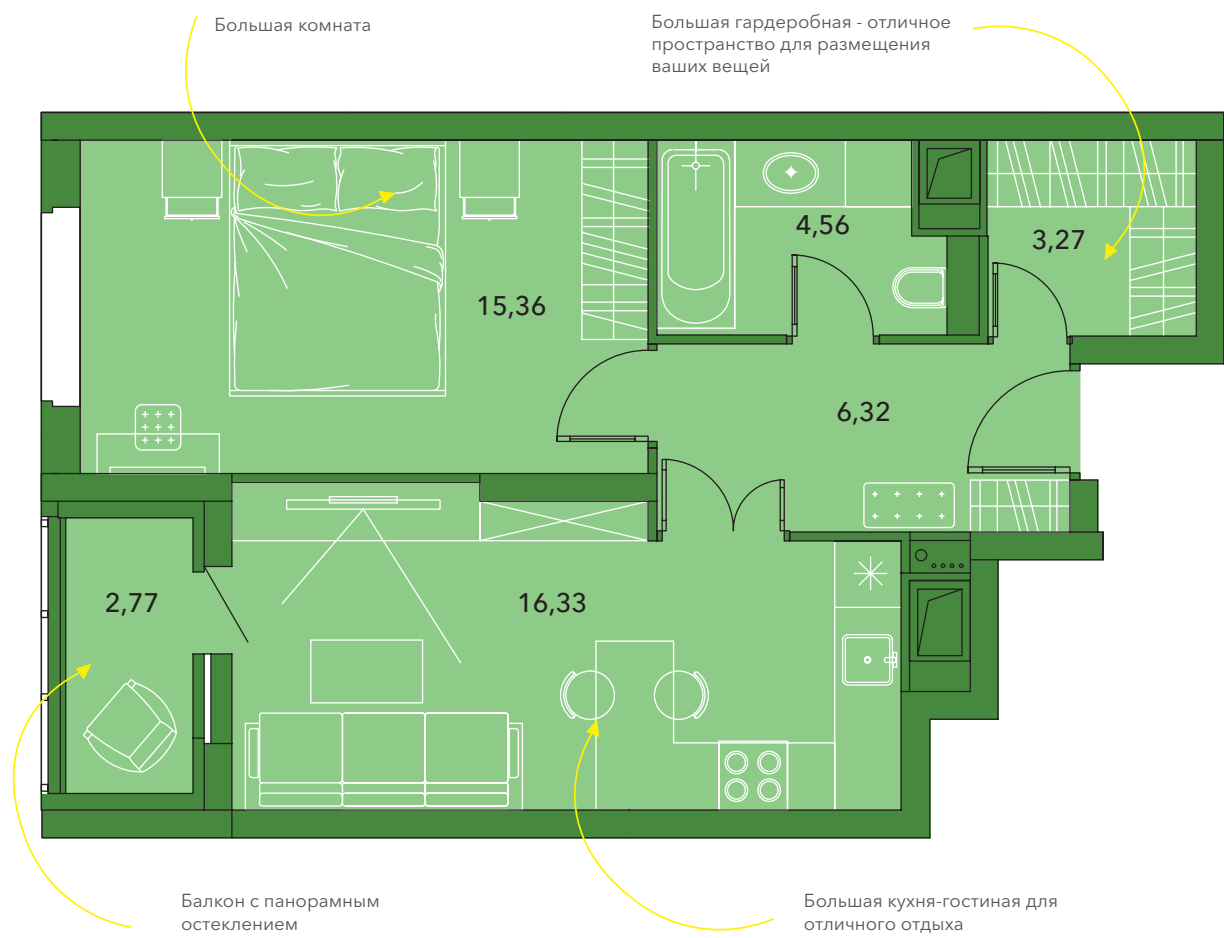 Большая комната
Большая гардеробная - отличное
пространство для размещения
ваших вещей
4,56
3,27
15,36
6,32
2,77
16,33
Балкон с панорамным
остеклением
Большая кухня-гостиная для
отличного отдыха